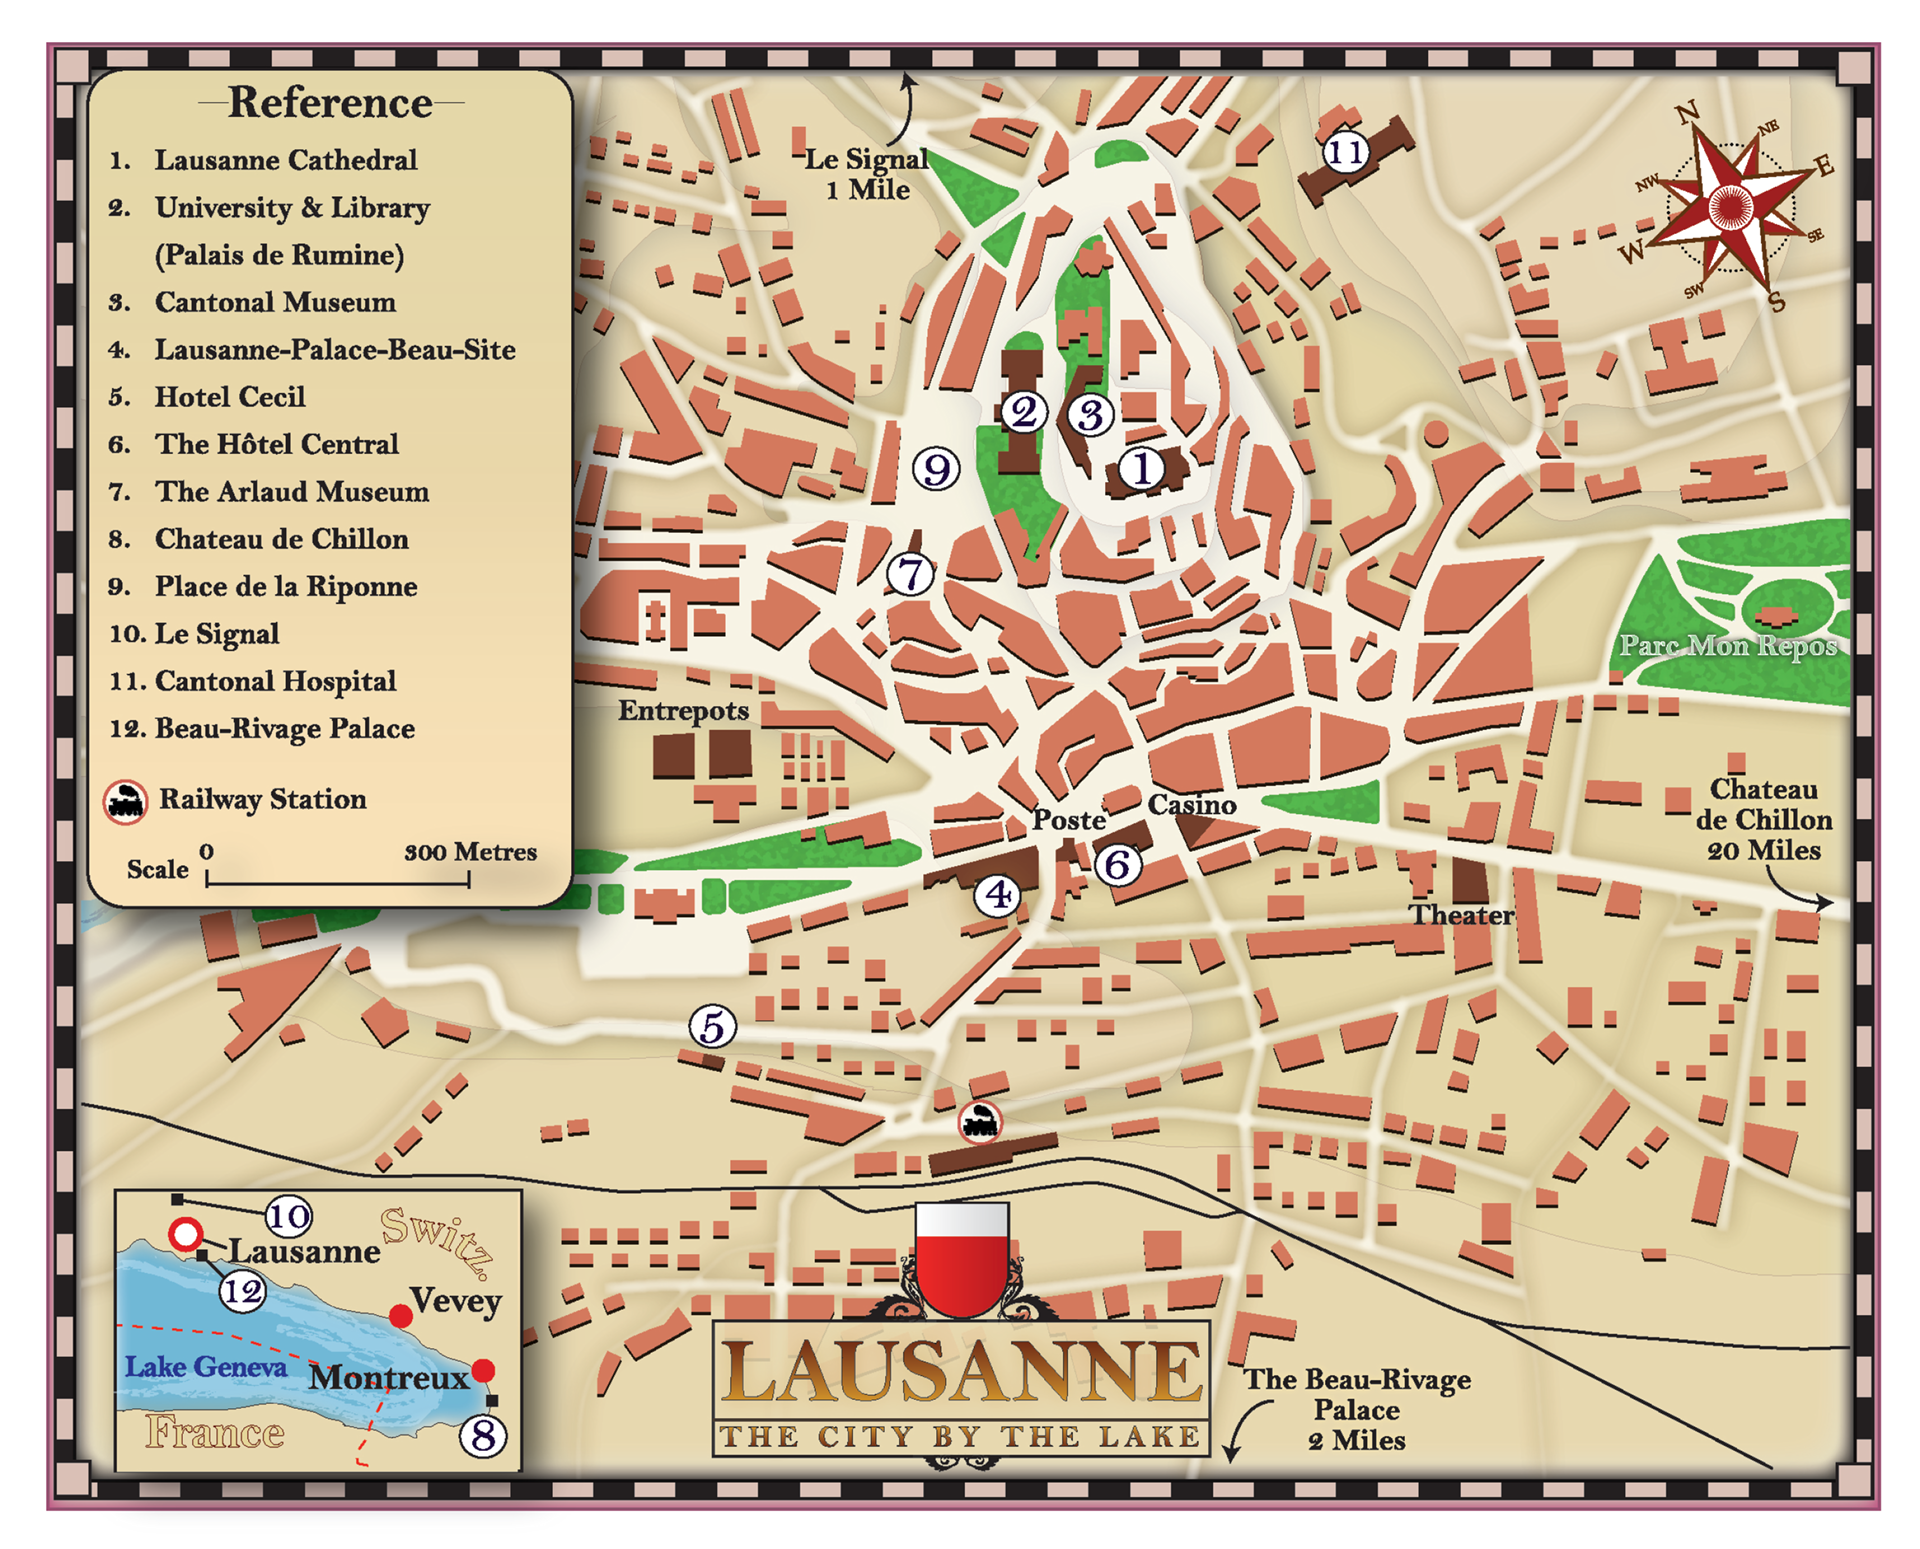 Reference
1. Lausanne Cathedral
2. University & Library
(Palais de Rumine)
3. Cantonal Museum
4. Lausanne-Palace-Beau-Site
5. Hotel Cecil
6. The Hôtel Central
7. The Arlaud Museum
8. Chateau de Chillon
9. Place de la Riponne
10. Le Signal
11. Cantonal Hospital
12. Beau-Rivage Palace
Railway Station
Scale 0 300 Metres
Le Signal
1 Mile
11
N
NE
E
SE
S
SW
W
NW
2
3
9
1
7
Parc Mon Repos
Entrepots
Poste
Casino
6
4
Theater
Chateau
de Chillon
20 Miles
5
10
Switz.
Lausanne
12
Vevey
Lake Geneva
Montreux
France
8
LAUSANNE
THE CITY BY THE LAKE
The Beau-Rivage
Palace
2 Miles